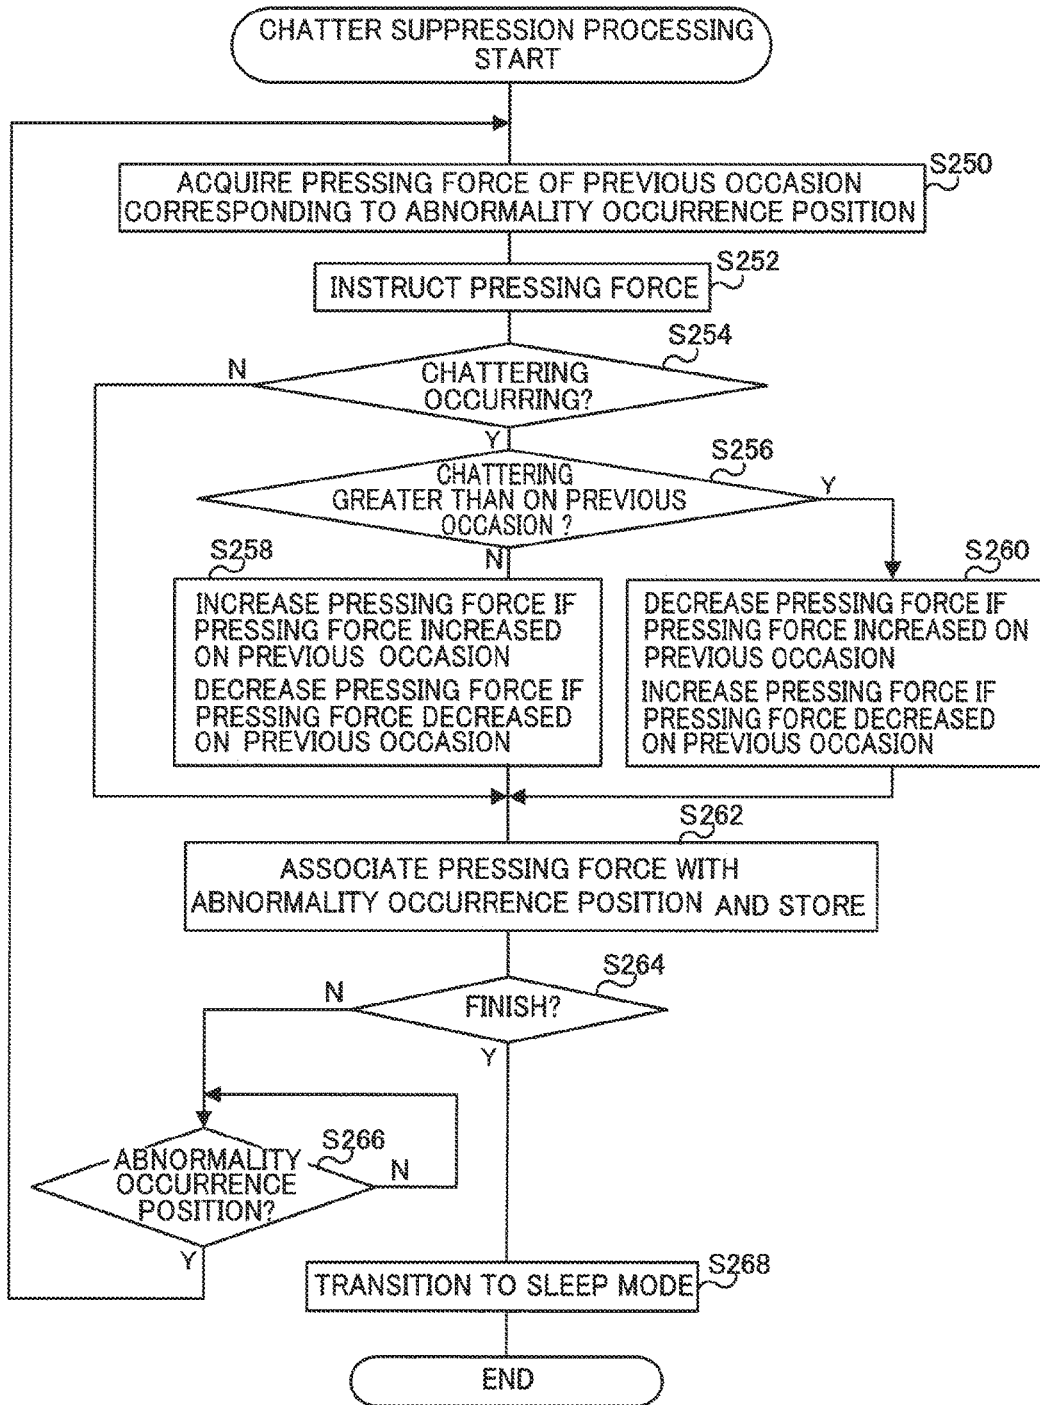 CHATTER SUPPRESSION PROCESSING
START
S250
ACQUIRE PRESSING FORCE OF PREVIOUS OCCASION
CORRESPONDING TO ABNORMALITY OCCURRENCE POSITION
S252
INSTRUCT PRESSING FORCE
S254
N
CHATTERING
OCCURRING?
Y
S256
CHATTERING
GREATER THAN ON PREVIOUS
OCCASION ?
Y
N
S258
INCREASE PRESSING FORCE IF
PRESSING FORCE INCREASED
ON PREVIOUS OCCASION
DECREASE PRESSING FORCE IF
PRESSING FORCE DECREASED
ON PREVIOUS OCCASION
S260
DECREASE PRESSING FORCE IF
PRESSING FORCE INCREASED ON
PREVIOUS OCCASION
INCREASE PRESSING FORCE IF
PRESSING FORCE DECREASED
ON PREVIOUS OCCASION
S262
ASSOCIATE PRESSING FORCE WITH
ABNORMALITY OCCURRENCE POSITION AND STORE
S264
N
FINISH?
Y
S266
ABNORMALITY
OCCURRENCE
POSITION?
N
Y
S268
TRANSITION TO SLEEP MODE
END